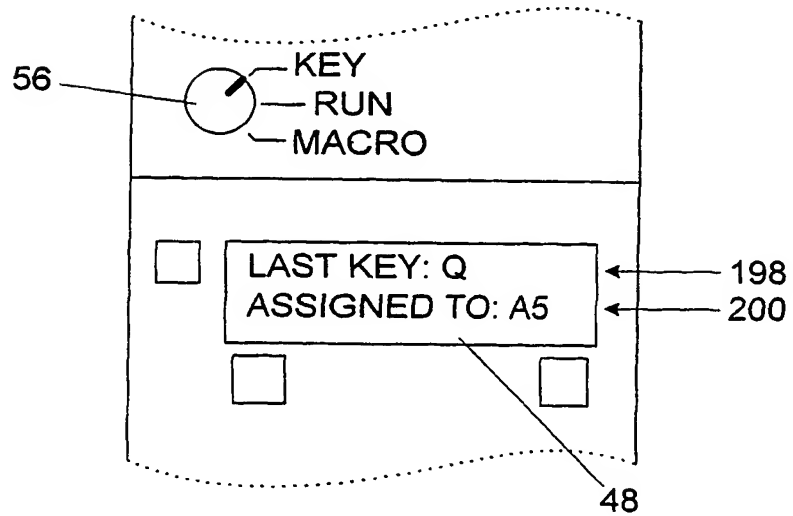 KEY
56
RUN
MACRO
LAST KEY: Q
198
ASSIGNED TO: A5
200
48